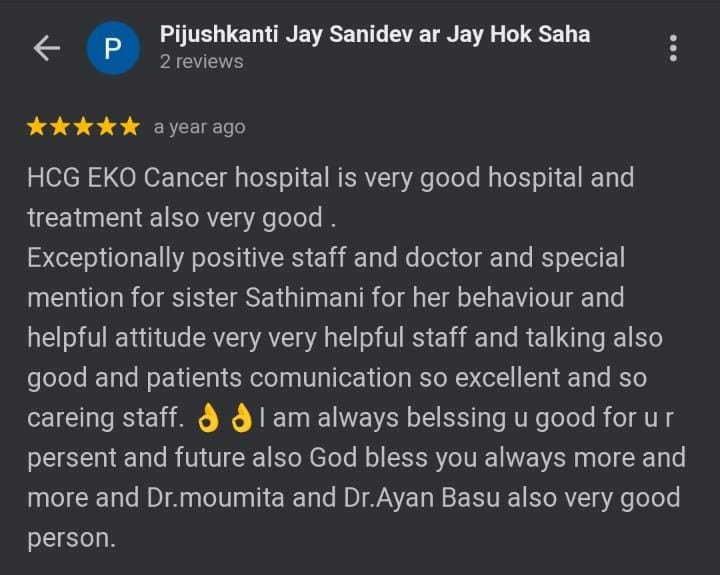 Pijushkanti Jay Sanidev ar Jay Hok Saha
2 reviews
P
a year ago
HCG EKO Cancer hospital is very good hospital and
treatment also very good .
Exceptionally positive staff and doctor and special
mention for sister Sathimani for her behaviour and
helpful attitude very very helpful staff and talking also
good and patients comunication so excellent and so
careing staff. 👌👌I am always belssing u good for u r
persent and future also God bless you always more and
more and Dr.moumita and Dr.Ayan Basu also very good
person.